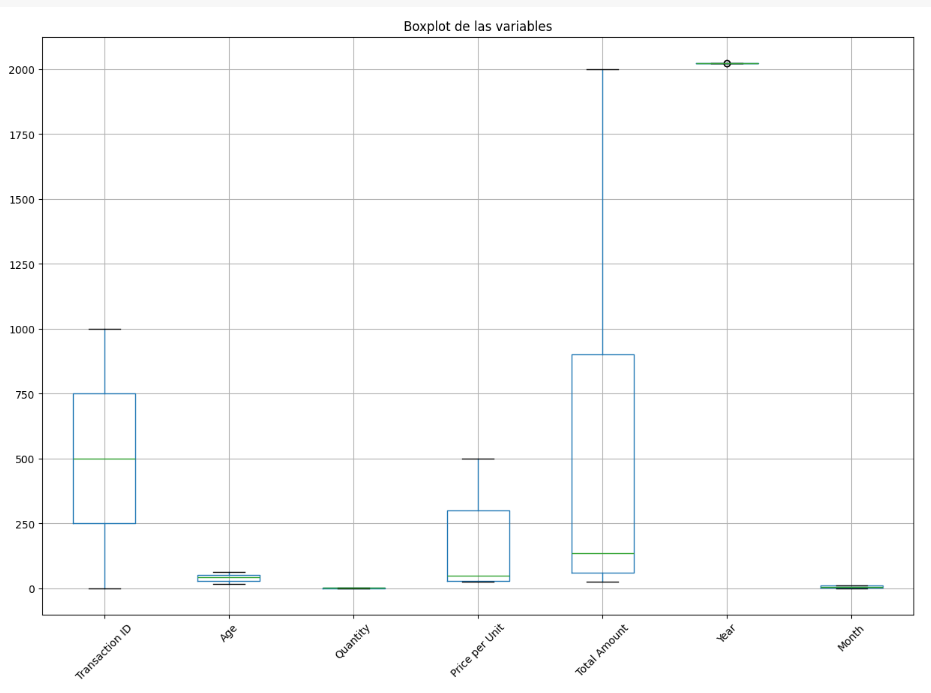 Boxplot de las variables
2000
1750
1500
1250
1000
750
500
250
0
Transaction ID
Age
Quantity
Price per Unit
Total Amount
Year
Month